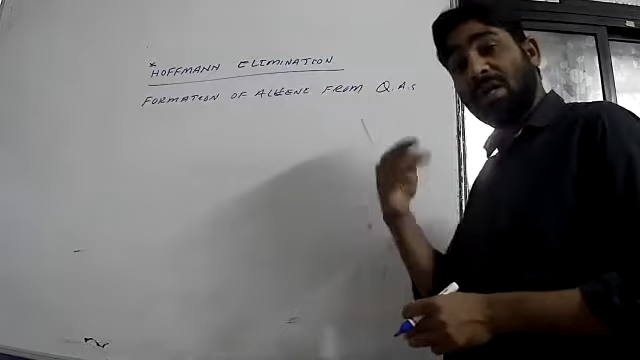 * HOFFMANN ELIMINATION
FORMATION OF ALKENE FROM Q.A.S